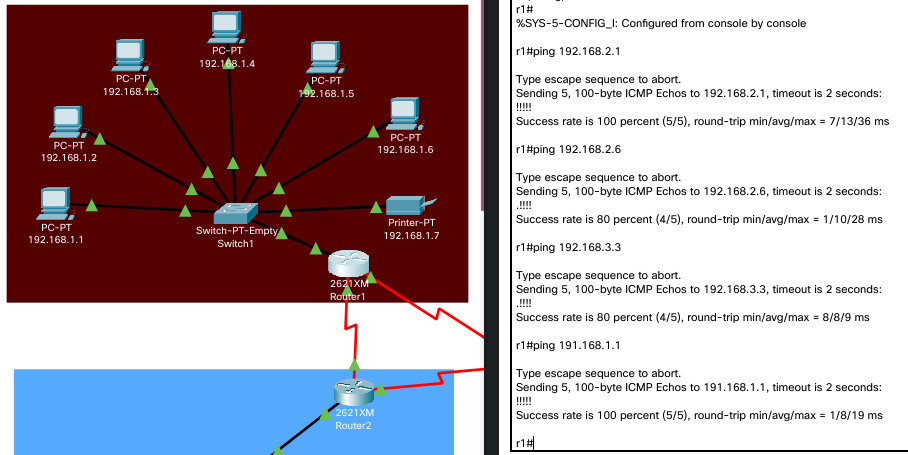 PC-PT
192.168.1.4
PC-PT
192.168.1.3
PC-PT
192.168.1.5
PC-PT
192.168.1.2
PC-PT
192.168.1.6
PC-PT
192.168.1.1
Printer-PT
192.168.1.7
Switch-PT-Empty
Switch1
2621XM
Router1
2621XM
Router2
r1#
%SYS-5-CONFIG_I: Configured from console by console
r1#ping 192.168.2.1
Type escape sequence to abort.
Sending 5, 100-byte ICMP Echos to 192.168.2.1, timeout is 2 seconds:
!!!!!
Success rate is 100 percent (5/5), round-trip min/avg/max = 7/13/36 ms
r1#ping 192.168.2.6
Type escape sequence to abort.
Sending 5, 100-byte ICMP Echos to 192.168.2.6, timeout is 2 seconds:
.!!!!
Success rate is 80 percent (4/5), round-trip min/avg/max = 1/10/28 ms
r1#ping 192.168.3.3
Type escape sequence to abort.
Sending 5, 100-byte ICMP Echos to 192.168.3.3, timeout is 2 seconds:
.!!!!
Success rate is 80 percent (4/5), round-trip min/avg/max = 8/8/9 ms
r1#ping 191.168.1.1
Type escape sequence to abort.
Sending 5, 100-byte ICMP Echos to 191.168.1.1, timeout is 2 seconds:
!!!!!
Success rate is 100 percent (5/5), round-trip min/avg/max = 1/8/19 ms
r1#